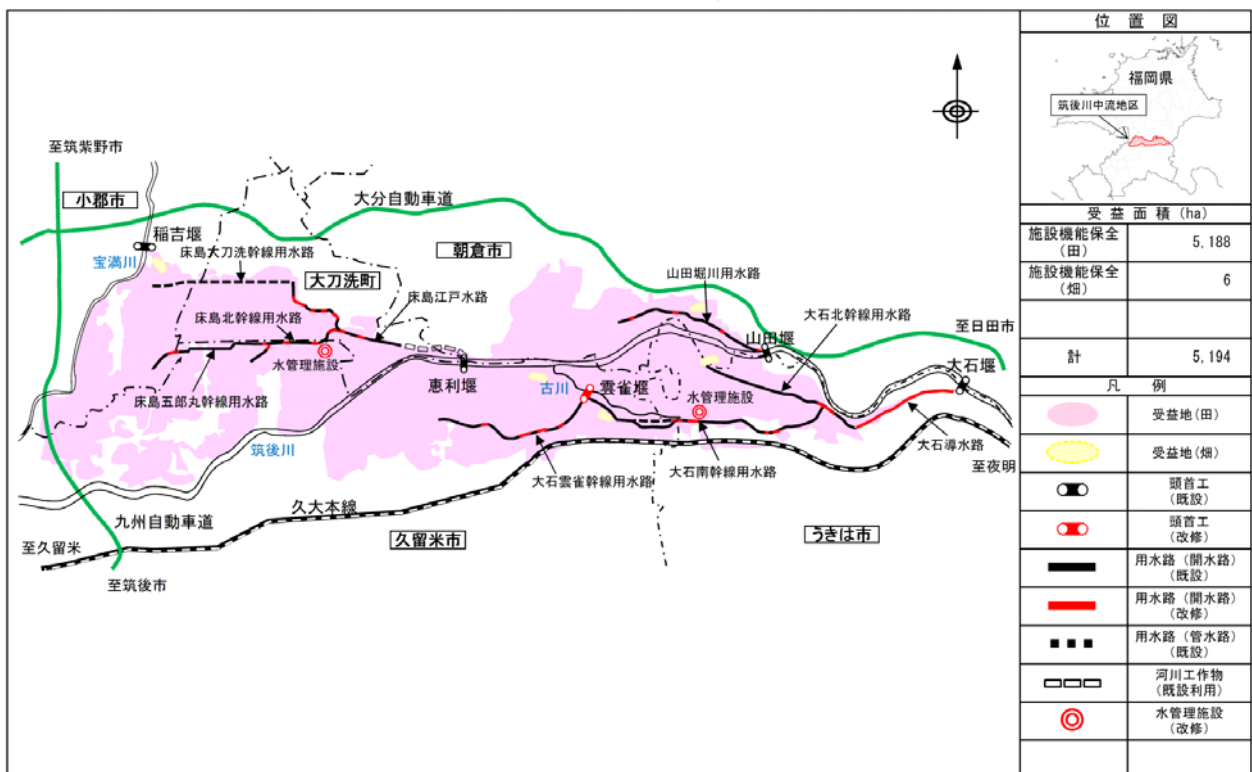 至筑紫野市
小郡市
稲吉堰
宝満川
床島大刀洗幹線用水路
大分自動車道
朝倉市
大刀洗町
床島江戸水路
山田堀川用水路
大石北幹線用水路
床島北幹線用水路
山田堰
至日田市
大石堰
水管理施設
恵利堰
古川
雲雀堰
水管理施設
床島五郎丸幹線用水路
筑後川
大石雲雀幹線用水路
大石南幹線用水路
大石導水路
至夜明
九州自動車道
久大本線
至久留米
久留米市
うきは市
至筑後市
位置図
福岡県
筑後川中流地区
受益面積(ha)
施設機能保全
(田)
5,188
施設機能保全
(畑)
6
計
5,194
凡例
受益地(田)
受益地(畑)
頭首工
(既設)
頭首工
(改修)
用水路(開水路)
(既設)
用水路(開水路)
(改修)
用水路(管水路)
(既設)
河川工作物
(既設利用)
水管理施設
(改修)